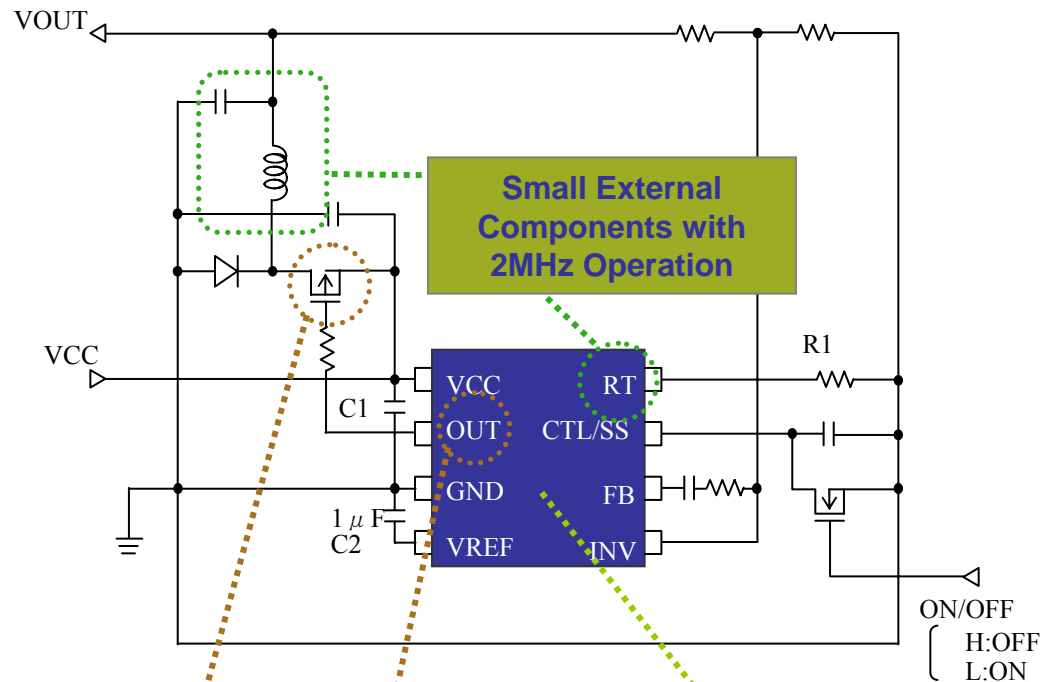 VOUT
Small External
Components with
2MHz Operation
VCC
R1
VCC
RT
C1
OUT
CTL/SS
GND
FB
1 μ F
C2
VREF
INV
ON/OFF
H:OFF
L:ON